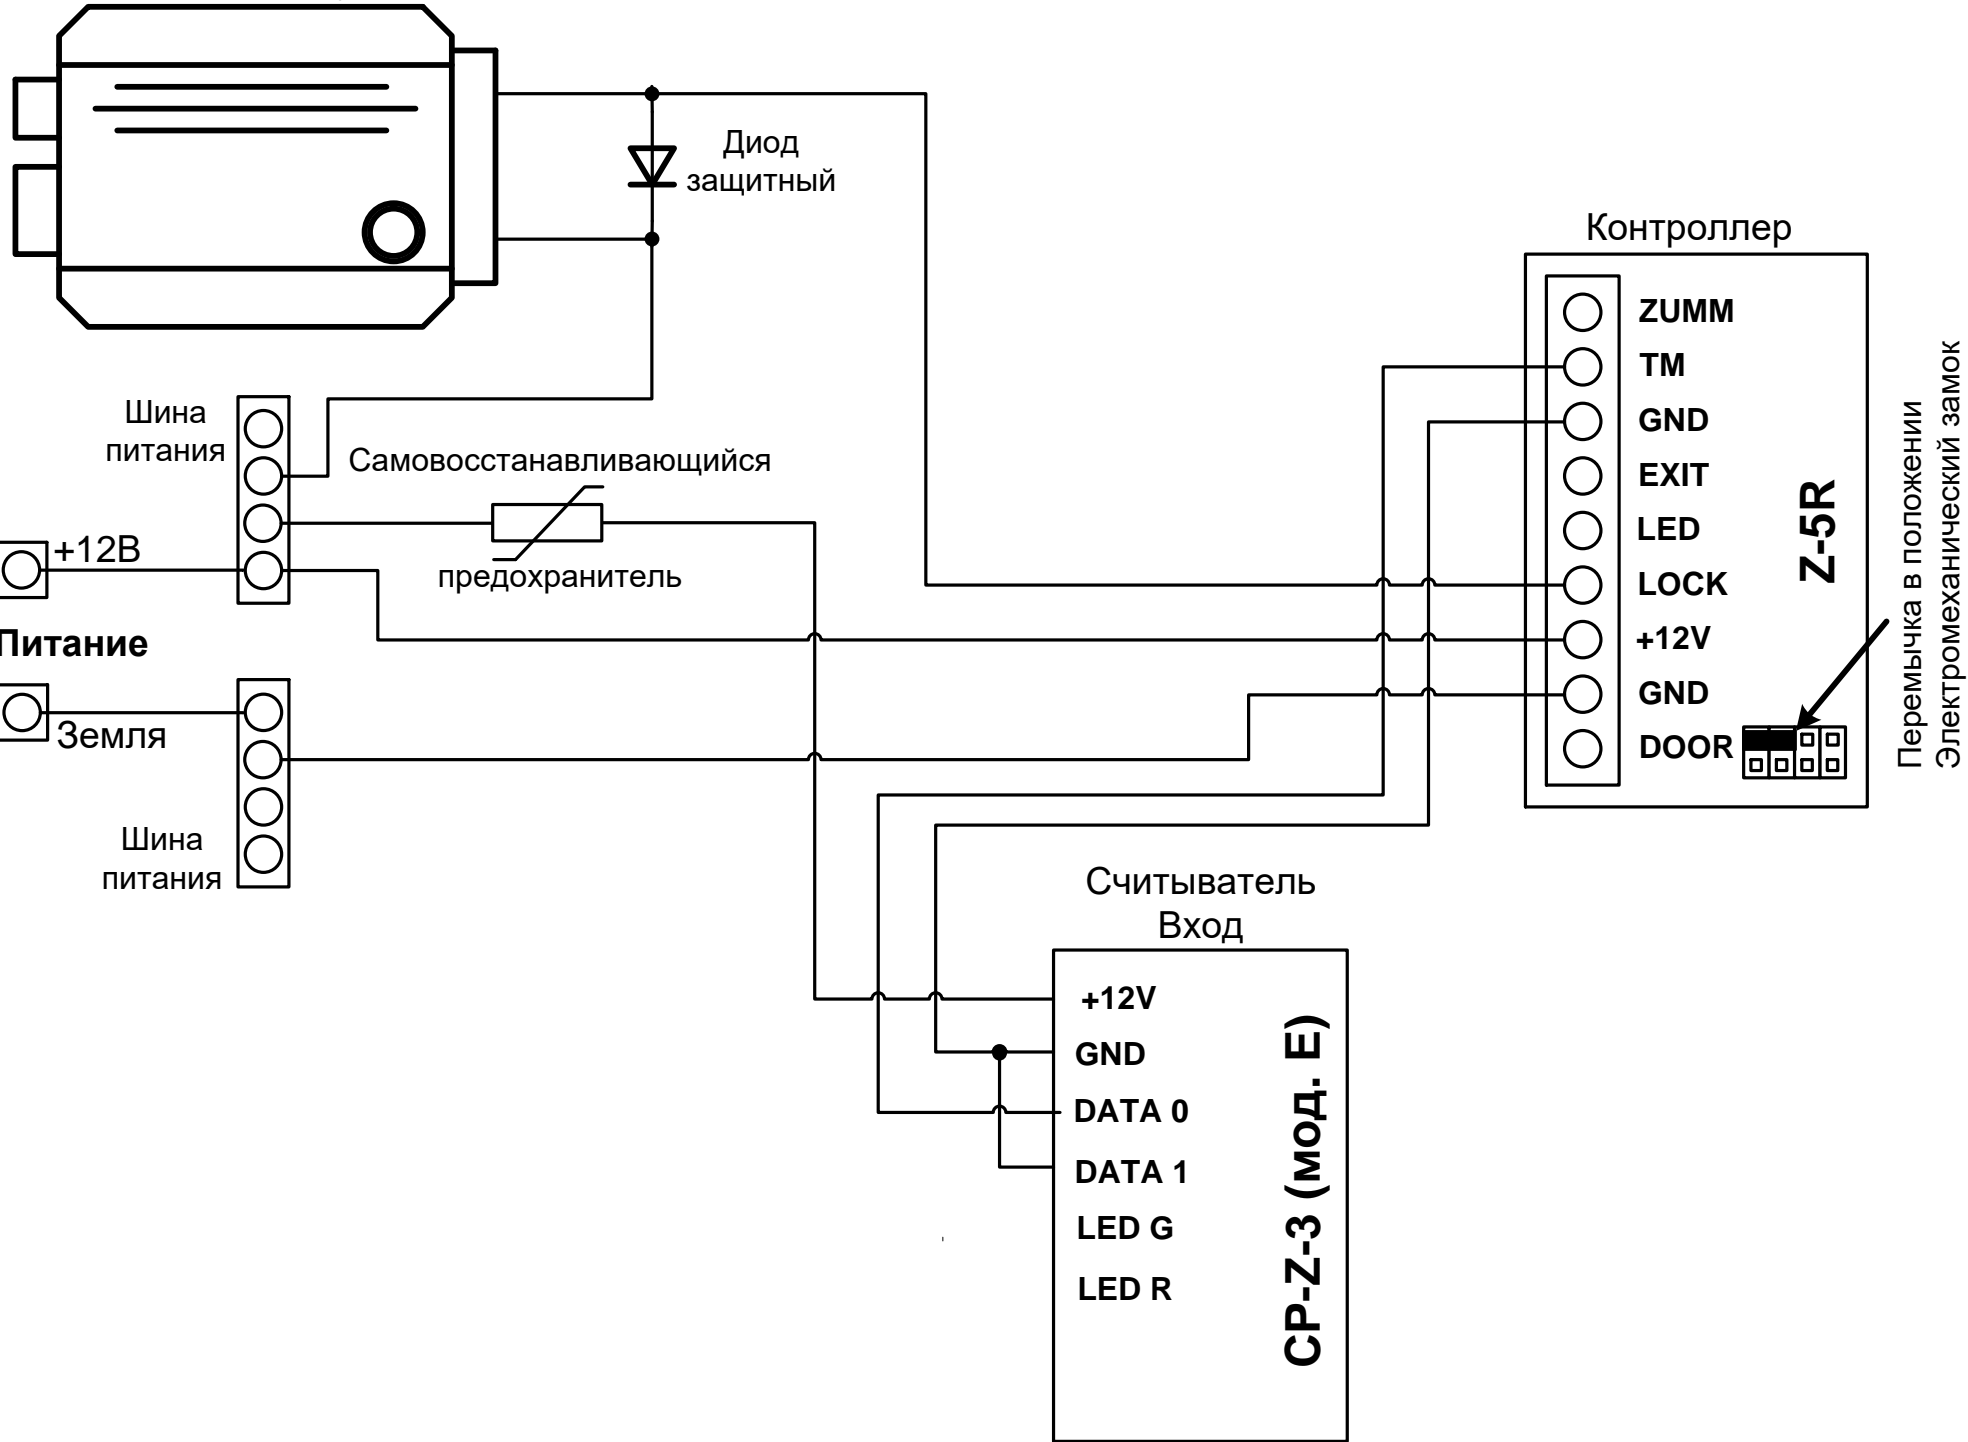 Диод
защитный
Контроллер
ZUMM
TM
GND
EXIT
LED
LOCK
+12V
GND
DOOR
Z-5R
Перемычка в положении
Электромеханический замок
Шина
питания
Самовосстанавливающийся
предохранитель
+12В
Питание
Земля
Шина
питания
Считыватель
Вход
+12V
GND
DATA 0
DATA 1
LED G
LED R
CP-Z-3 (мод. E)